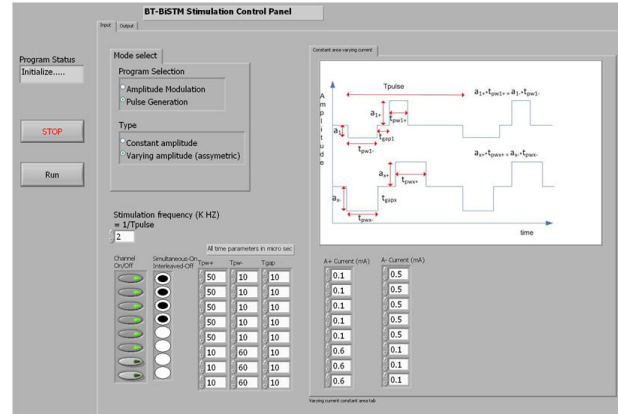 BT-BiSTM Stimulation Control Panel
Input Output
Program Status
Initialize.....
STOP
Run
Mode select
Program Selection
Amplitude Modulation
Pulse Generation
Type
Constant amplitude
Varying amplitude (assymetric)
Stimulation frequency (K HZ)
= 1/Tpulse
2
All time parameters in micro sec
Channel On/Off
Simultaneous-On
Interleaved-Off
Tpw+ Tpw- Tgap
50 10 10
50 10 10
50 10 10
50 10 10
50 10 10
10 60 10
10 60 10
10 60 10
Constant area varying current
Amplitude
Tpulse
a1+*tpw1+ = a1-*tpw1-
a1+
tpw1+
a1-
tgap1
tpw1-
ax+*tpwx+ = ax-*tpwx-
ax+
tpwx+
ax-
tgapx
tpwx-
time
A+ Current (mA) A- Current (mA)
0.1 0.5
0.1 0.5
0.1 0.5
0.1 0.5
0.1 0.5
0.6 0.1
0.6 0.1
0.6 0.1
Varying current constant area tab